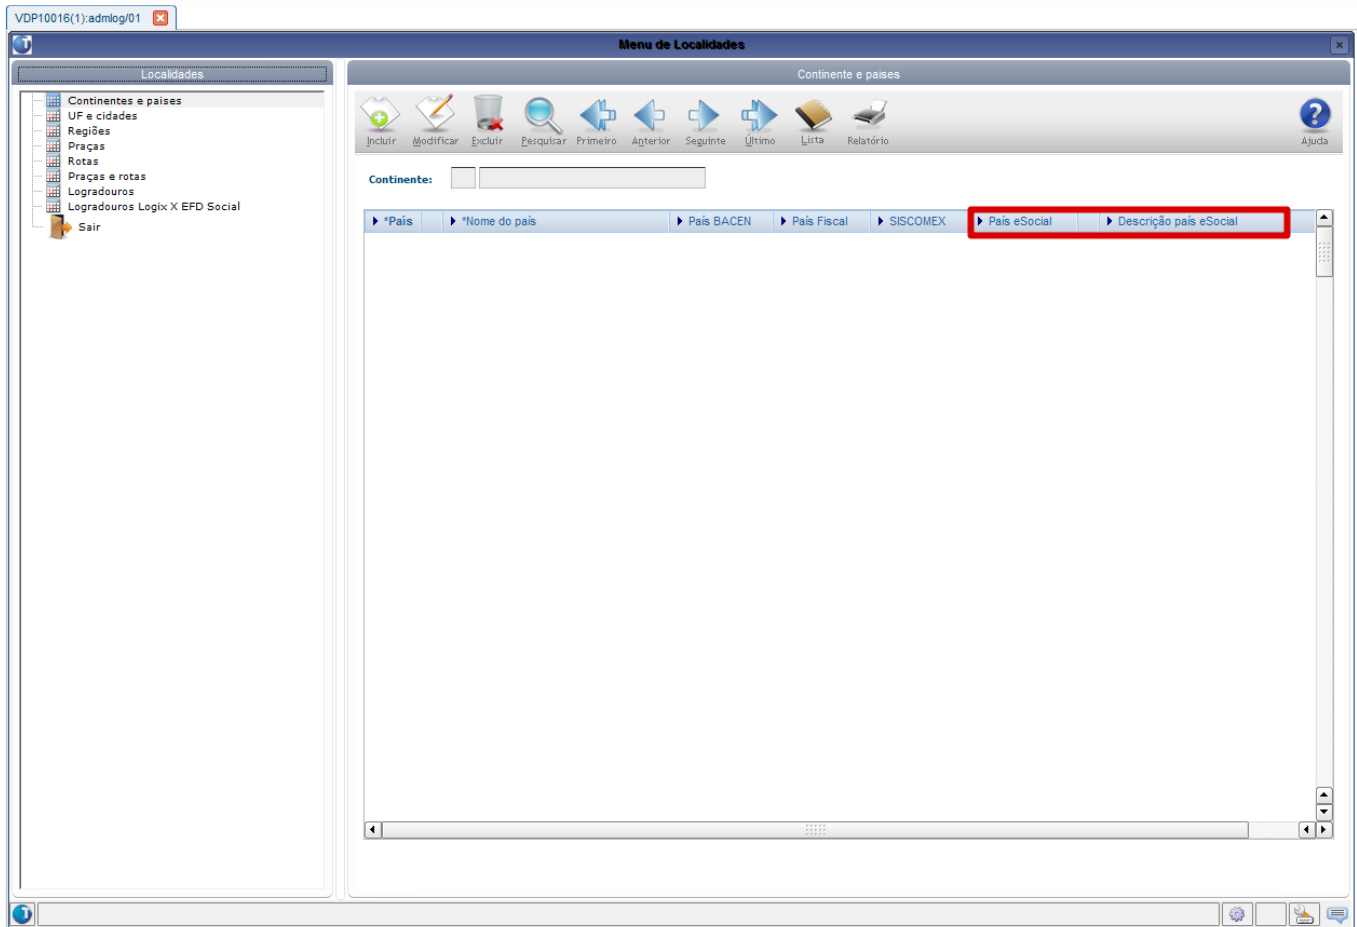 VDP10016(1):admlog/01
Menu de Localidades
Localidades
Continentes e paises
UF e cidades
Regiões
Praças
Rotas
Praças e rotas
Logradouros
Logradouros Logix X EFD Social
Sair
Continente e paises
Incluir Modificar Excluir Pesquisar Primeiro Anterior Seguinte Último Lista Relatório Ajuda
Continente:
*País *Nome do país País BACEN País Fiscal SISCOMEX País eSocial Descrição país eSocial